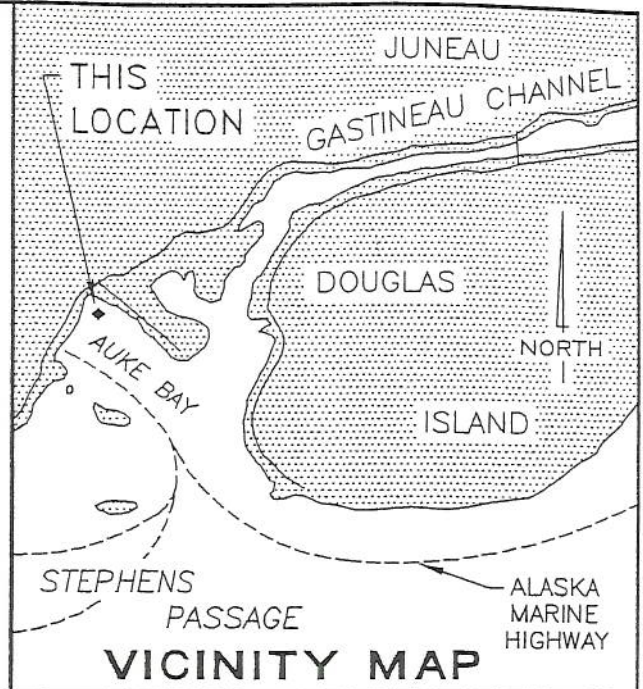 JUNEAU
THIS
LOCATION
GASTINEAU CHANNEL
DOUGLAS
NORTH
AUKE BAY
ISLAND
STEPHENS
PASSAGE
ALASKA
MARINE
HIGHWAY
VICINITY MAP